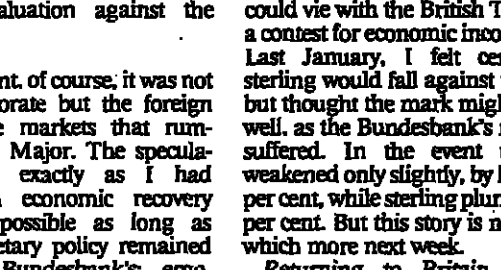 aluation against the
nt. of course, it was not
orate but the foreign
e markets that rum-
Major. The specula-
exactly as I had
economic recovery
possible as long as
etary policy remained
Bundesbank's
could vie with the British T
a contest for economic inco
Last January, I felt cer
sterling would fall against
but thought the mark migh
well. as the Bundesbank's
suffered. In the event
weakened only slightly, by
per cent, while sterling plun
per cent. But this story is n
which more next week.
Returning to Britain